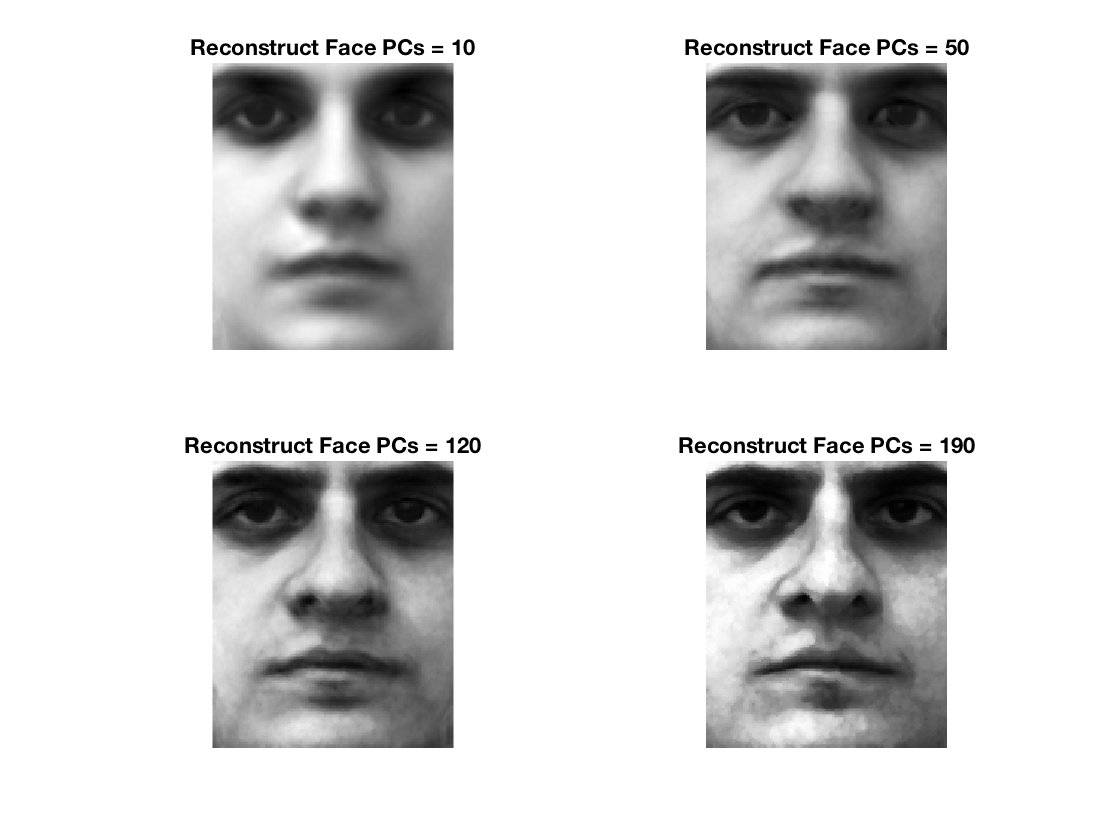 Reconstruct Face PCs = 10
Reconstruct Face PCs = 50
Reconstruct Face PCs = 120
Reconstruct Face PCs = 190